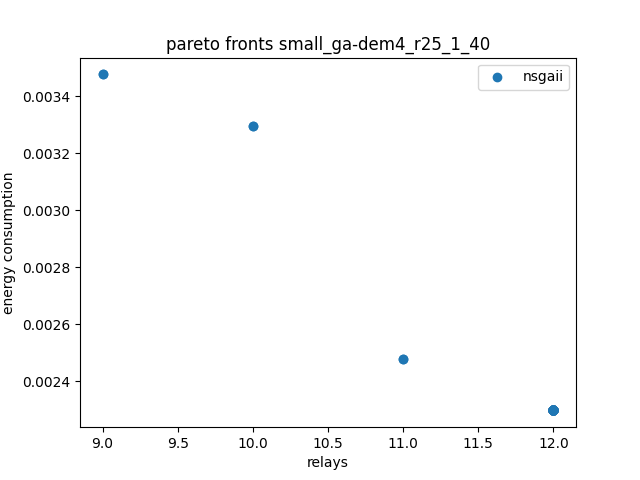 pareto fronts small_ga-dem4_r25_1_40
nsgaii
energy consumption
0.0034
0.0032
0.0030
0.0028
0.0026
0.0024
9.0 9.5 10.0 10.5 11.0 11.5 12.0
relays